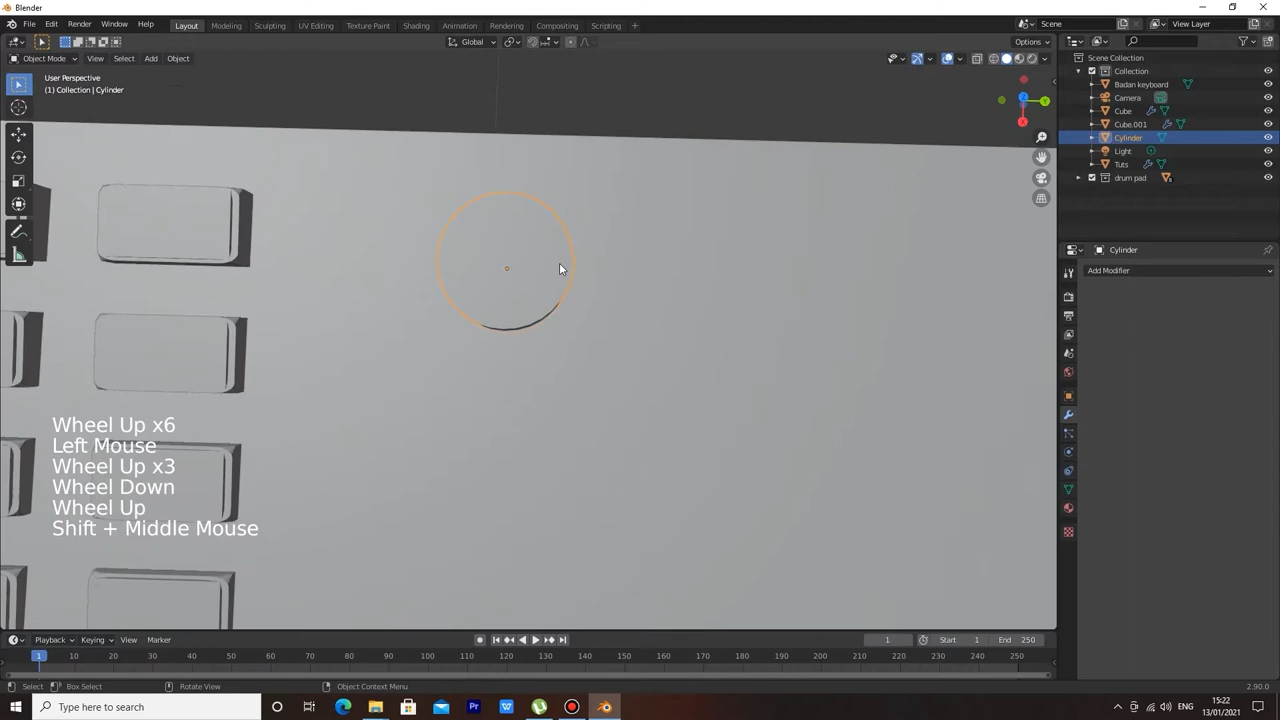 Blender
File Edit Render Window Help
Layout Modeling Sculpting UV Editing Texture Paint Shading Animation Rendering Compositing Scripting +
Scene
View Layer
Global
Options
Object Mode View Select Add Object
User Perspective
(1) Collection | Cylinder
Z
Y
X
Scene Collection
Collection
Badan keyboard
Camera
Cube
Cube.001
Cylinder
Light
Tuts
drum pad
Cylinder
Add Modifier
Wheel Up x6
Left Mouse
Wheel Up x3
Wheel Down
Wheel Up
Shift + Middle Mouse
Playback Keying View Marker
1
Start 1
End 250
1 10 20 30 40 50 60 70 80 90 100 110 120 130 140 150 160 170 180 190 200 210 220 230 240 250
Select Box Select Rotate View Object Context Menu
2.90.0
Type here to search
Pr
W
ENG
15:22
13/01/2021